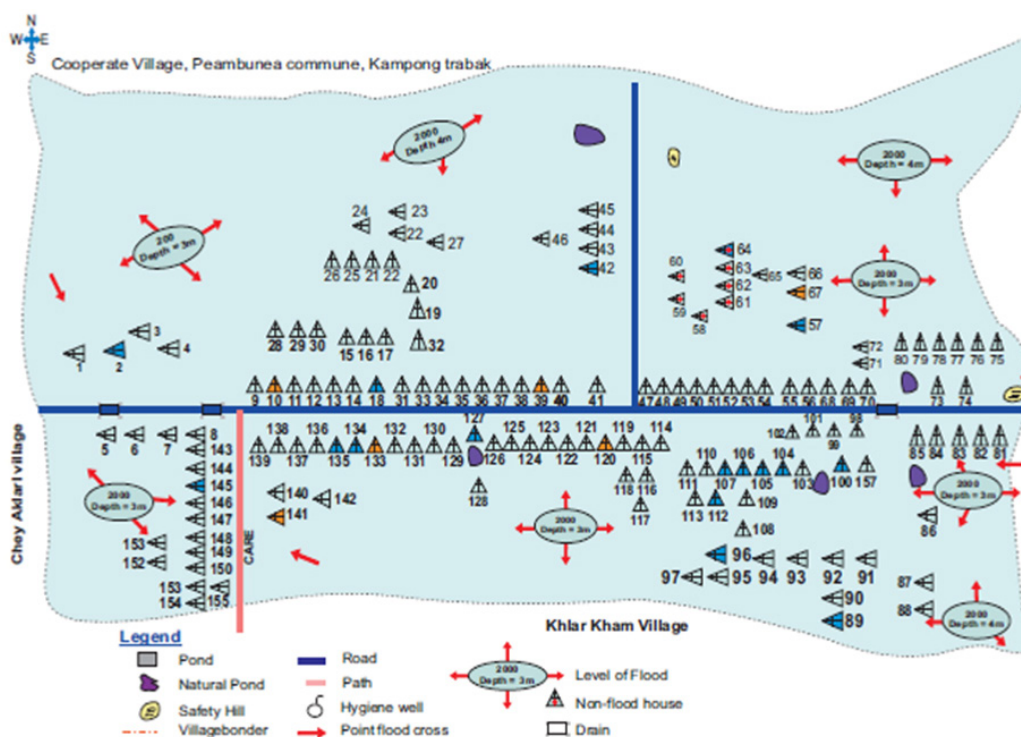 N
W E
S
Cooperate Village, Peambunea commune, Kampong trabak
2000
Depth 4m
2000
Depth = 4m
200
Depth = 3m
2000
Depth = 3m
24 23
22
27
46
45
44
43
42
26 25 21 22
20
19
32
28 29 30 15 16 17
60 59 58
64
63
62
61
65
66
67
57
72
71
80 79 78 77 76 75
1 2 3 4
9 10 11 12 13 14 18 31 33 34 35 36 37 38 39 40 41
47 48 49 50 51 52 53 54 55 56 68 69 70 73 74
5 6 7 8
143
144
145
146
147
148
149
150
153
152
153
154 155
138 136 134 132 130
139 137 135 133 131 129
127
128
125 123 121 119 114
126 124 122 120 115
118 116
117
140
141
142
110 106 104
111 107 105 103
113 112 109
108
102 101 99 98
100 157
85 84 83 82 81
86
87
88
96
97 95 94 93 92 91
90
89
2000
Depth = 3m
2000
Depth = 3m
2000
Depth = 3m
2000
Depth = 4m
CARE
Chey Akdarl village
Khlar Kham Village
Legend
Pond
Natural Pond
Safety Hill
Villagebonder
Road
Path
Hygiene well
Point flood cross
2000
Depth = 3m
Level of Flood
Non-flood house
Drain